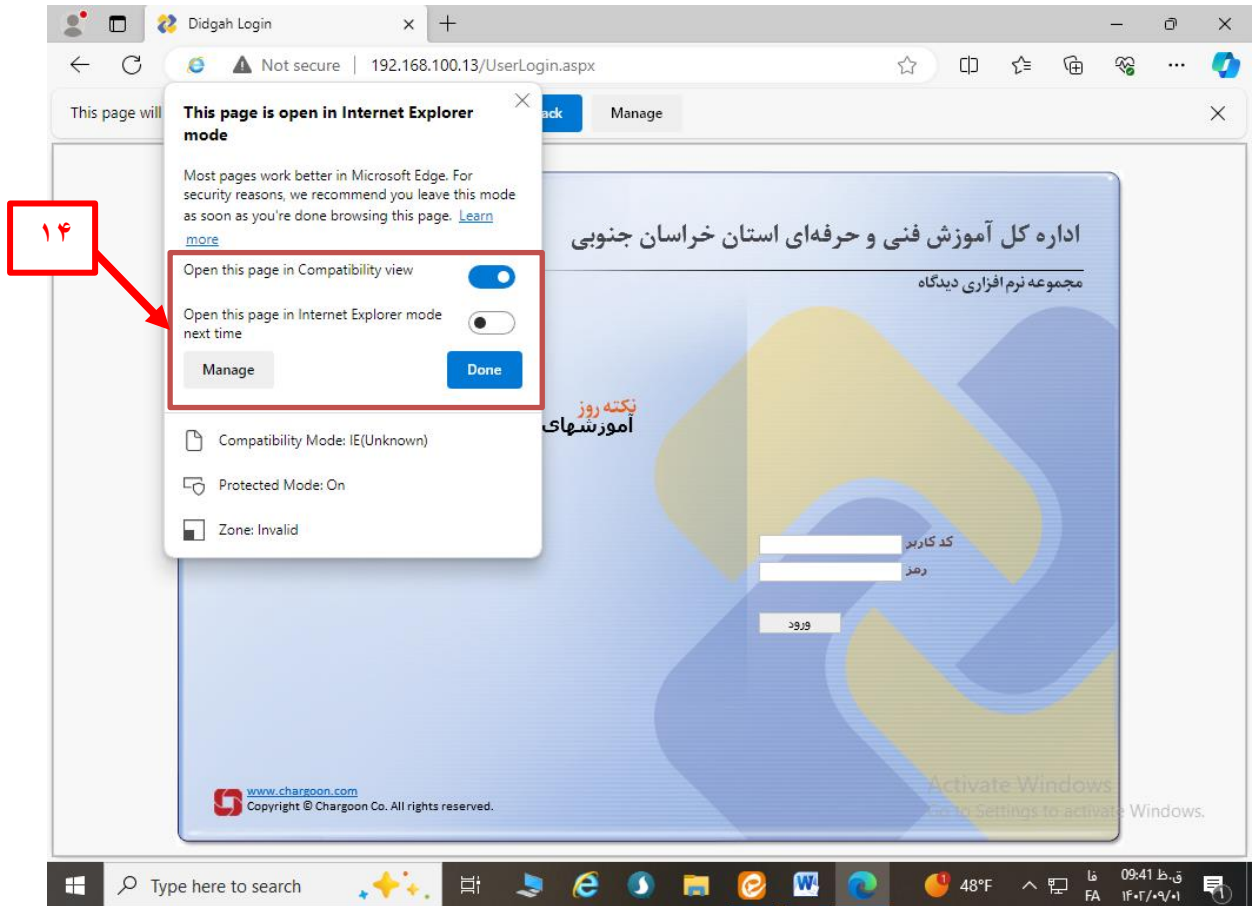 Didgah Login
Not secure | 192.168.100.13/UserLogin.aspx
This page will
Manage
This page is open in Internet Explorer
mode
Most pages work better in Microsoft Edge. For
security reasons, we recommend you leave this mode
as soon as you're done browsing this page. Learn
more
Open this page in Compatibility view
Open this page in Internet Explorer mode
next time
Manage
Done
Compatibility Mode: IE(Unknown)
Protected Mode: On
Zone: Invalid
۱۴
اداره کل آموزش فنی و حرفه‌ای استان خراسان جنوبی
مجموعه نرم افزاری دیدگاه
نکته روز
آموزشهای
کد کاربر
رمز
ورود
www.chargoon.com
Copyright © Chargoon Co. All rights reserved.
Activate Windows
Go to Settings to activate Windows.
Type here to search
48°F
فا
FA
09:41 ق.ظ
۱۴۰۲/۰۹/۰۱